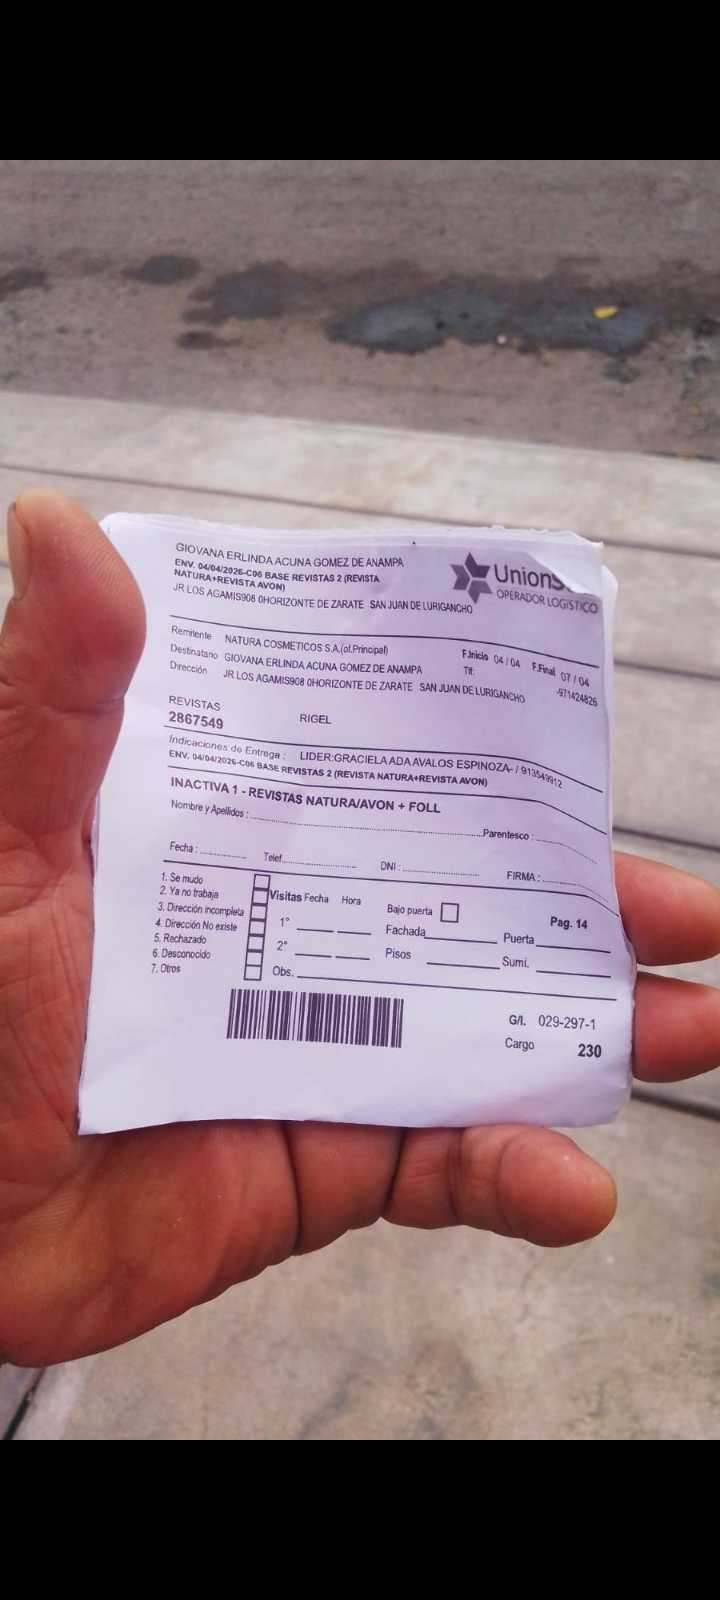 GIOVANA ERLINDA ACUNA GOMEZ DE ANAMPA
ENV. 04/04/2026-C06 BASE REVISTAS 2 (REVISTA
NATURA+REVISTA AVON)
JR LOS AGAMIS908 0HORIZONTE DE ZARATE SAN JUAN DE LURIGANCHO
UnionS
OPERADOR LOGÍSTICO
Remitente NATURA COSMETICOS S.A.(of.Principal) F.Inicio 04 / 04 F.Final 07 / 04
Destinatario GIOVANA ERLINDA ACUNA GOMEZ DE ANAMPA Tlf: -971424826
Dirección JR LOS AGAMIS908 0HORIZONTE DE ZARATE SAN JUAN DE LURIGANCHO
REVISTAS
2867549 RIGEL
Indicaciones de Entrega : LIDER:GRACIELA ADA AVALOS ESPINOZA- / 913549912
ENV. 04/04/2026-C06 BASE REVISTAS 2 (REVISTA NATURA+REVISTA AVON)
INACTIVA 1 - REVISTAS NATURA/AVON + FOLL
Nombre y Apellidos : Parentesco :
Fecha : Telef. DNI : FIRMA :
1. Se mudo
2. Ya no trabaja
3. Dirección incompleta
4. Dirección No existe
5. Rechazado
6. Desconocido
7. Otros
Visitas Fecha Hora
1°
2°
Obs.
Bajo puerta
Pag. 14
Fachada Puerta
Pisos Sumi.
G/I. 029-297-1
Cargo 230